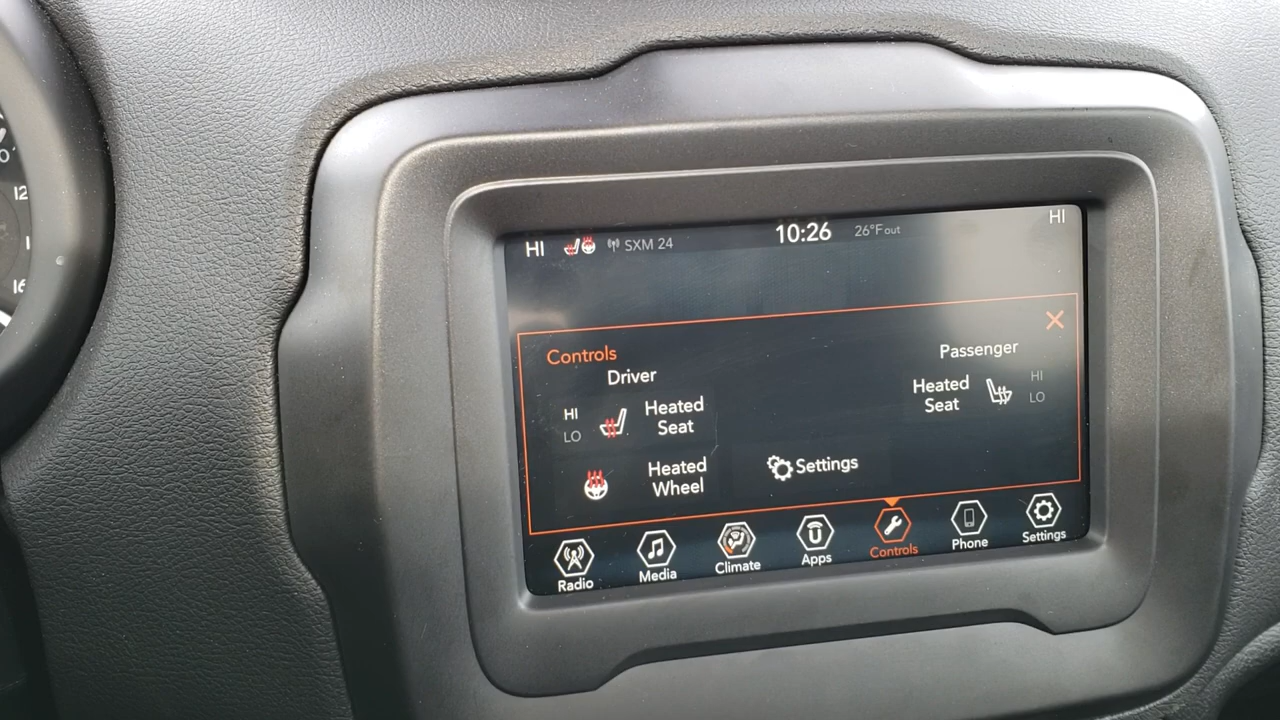 HI SXM 24 10:26 26°F out HI
Controls
Driver
HI
LO
Heated
Seat
Heated
Wheel
Settings
Passenger
Heated
Seat
HI
LO
Radio
Media
Climate
Apps
Controls
Phone
Settings
12